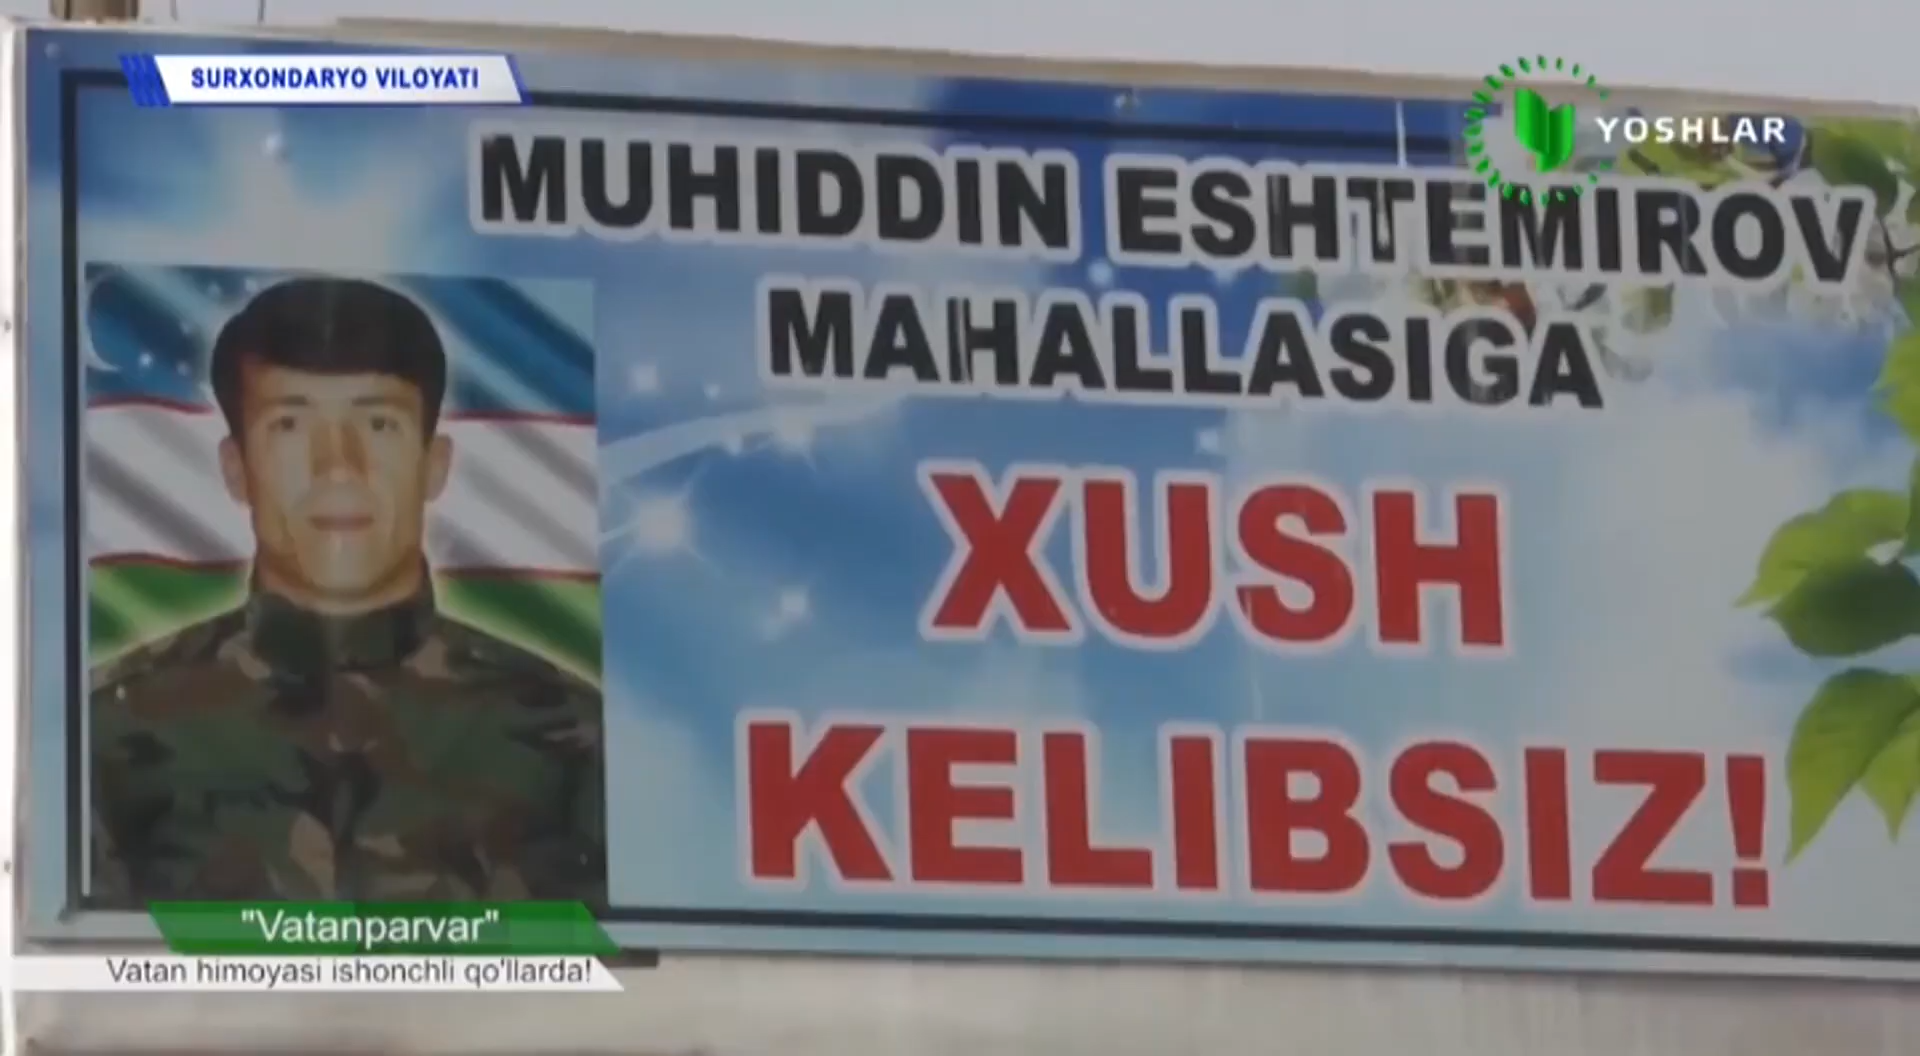 SURXONDARYO VILOYATI
YOSHLAR
MUHIDDIN ESHTEMIROV
MAHALLASIGA
XUSH
KELIBSIZ!
"Vatanparvar"
Vatan himoyasi ishonchli qo'llarda!